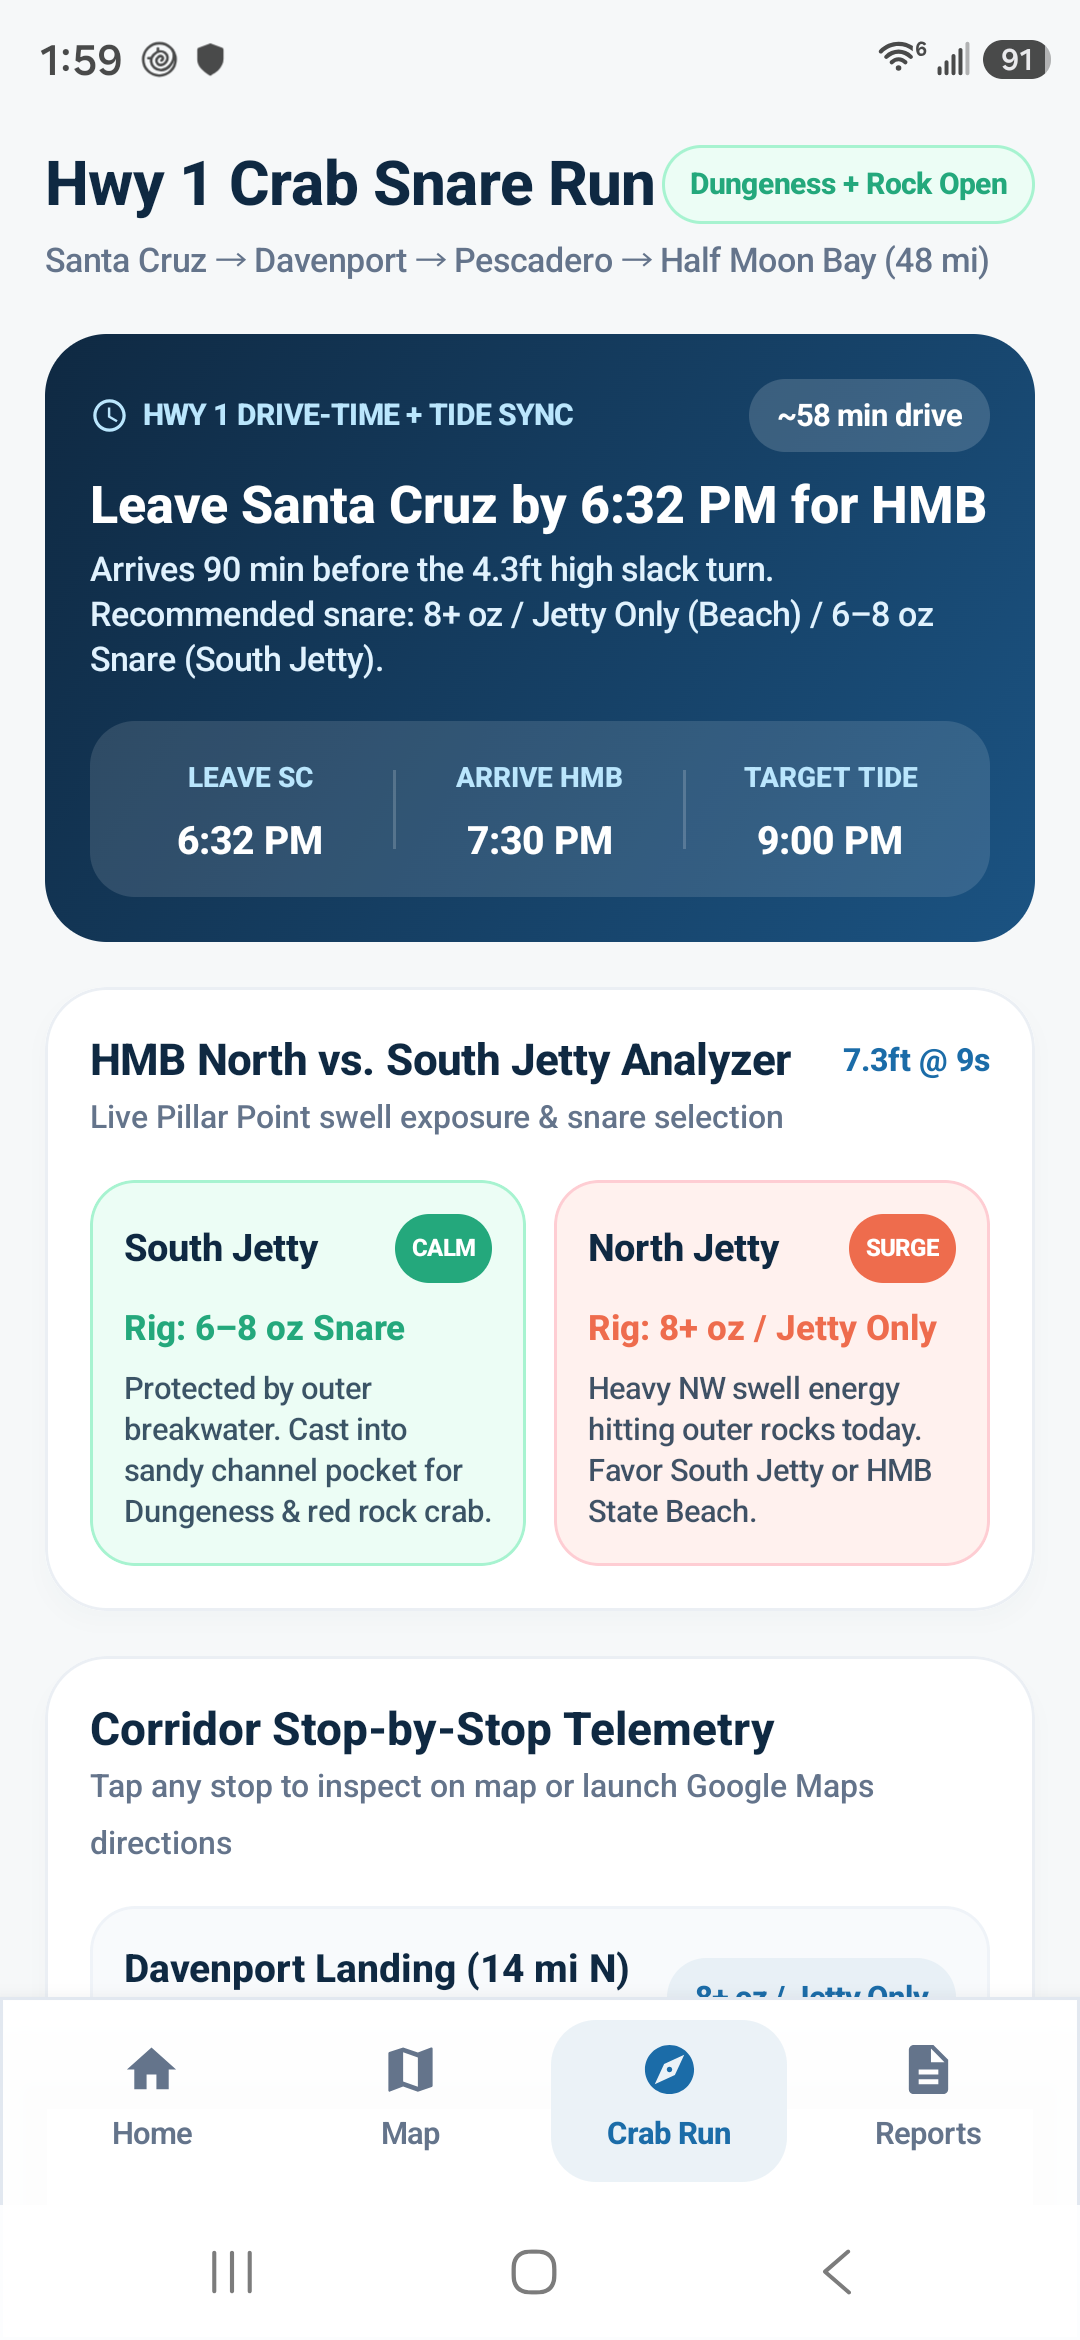 1:59
6
91
Hwy 1 Crab Snare Run
Dungeness + Rock Open
Santa Cruz → Davenport → Pescadero → Half Moon Bay (48 mi)
HWY 1 DRIVE-TIME + TIDE SYNC
~58 min drive
Leave Santa Cruz by 6:32 PM for HMB
Arrives 90 min before the 4.3ft high slack turn.
Recommended snare: 8+ oz / Jetty Only (Beach) / 6–8 oz
Snare (South Jetty).
LEAVE SC
ARRIVE HMB
TARGET TIDE
6:32 PM
7:30 PM
9:00 PM
HMB North vs. South Jetty Analyzer
7.3ft @ 9s
Live Pillar Point swell exposure & snare selection
South Jetty
CALM
Rig: 6–8 oz Snare
Protected by outer
breakwater. Cast into
sandy channel pocket for
Dungeness & red rock crab.
North Jetty
SURGE
Rig: 8+ oz / Jetty Only
Heavy NW swell energy
hitting outer rocks today.
Favor South Jetty or HMB
State Beach.
Corridor Stop-by-Stop Telemetry
Tap any stop to inspect on map or launch Google Maps
directions
Davenport Landing (14 mi N)
8+ oz / Jetty Only
Home
Map
Crab Run
Reports